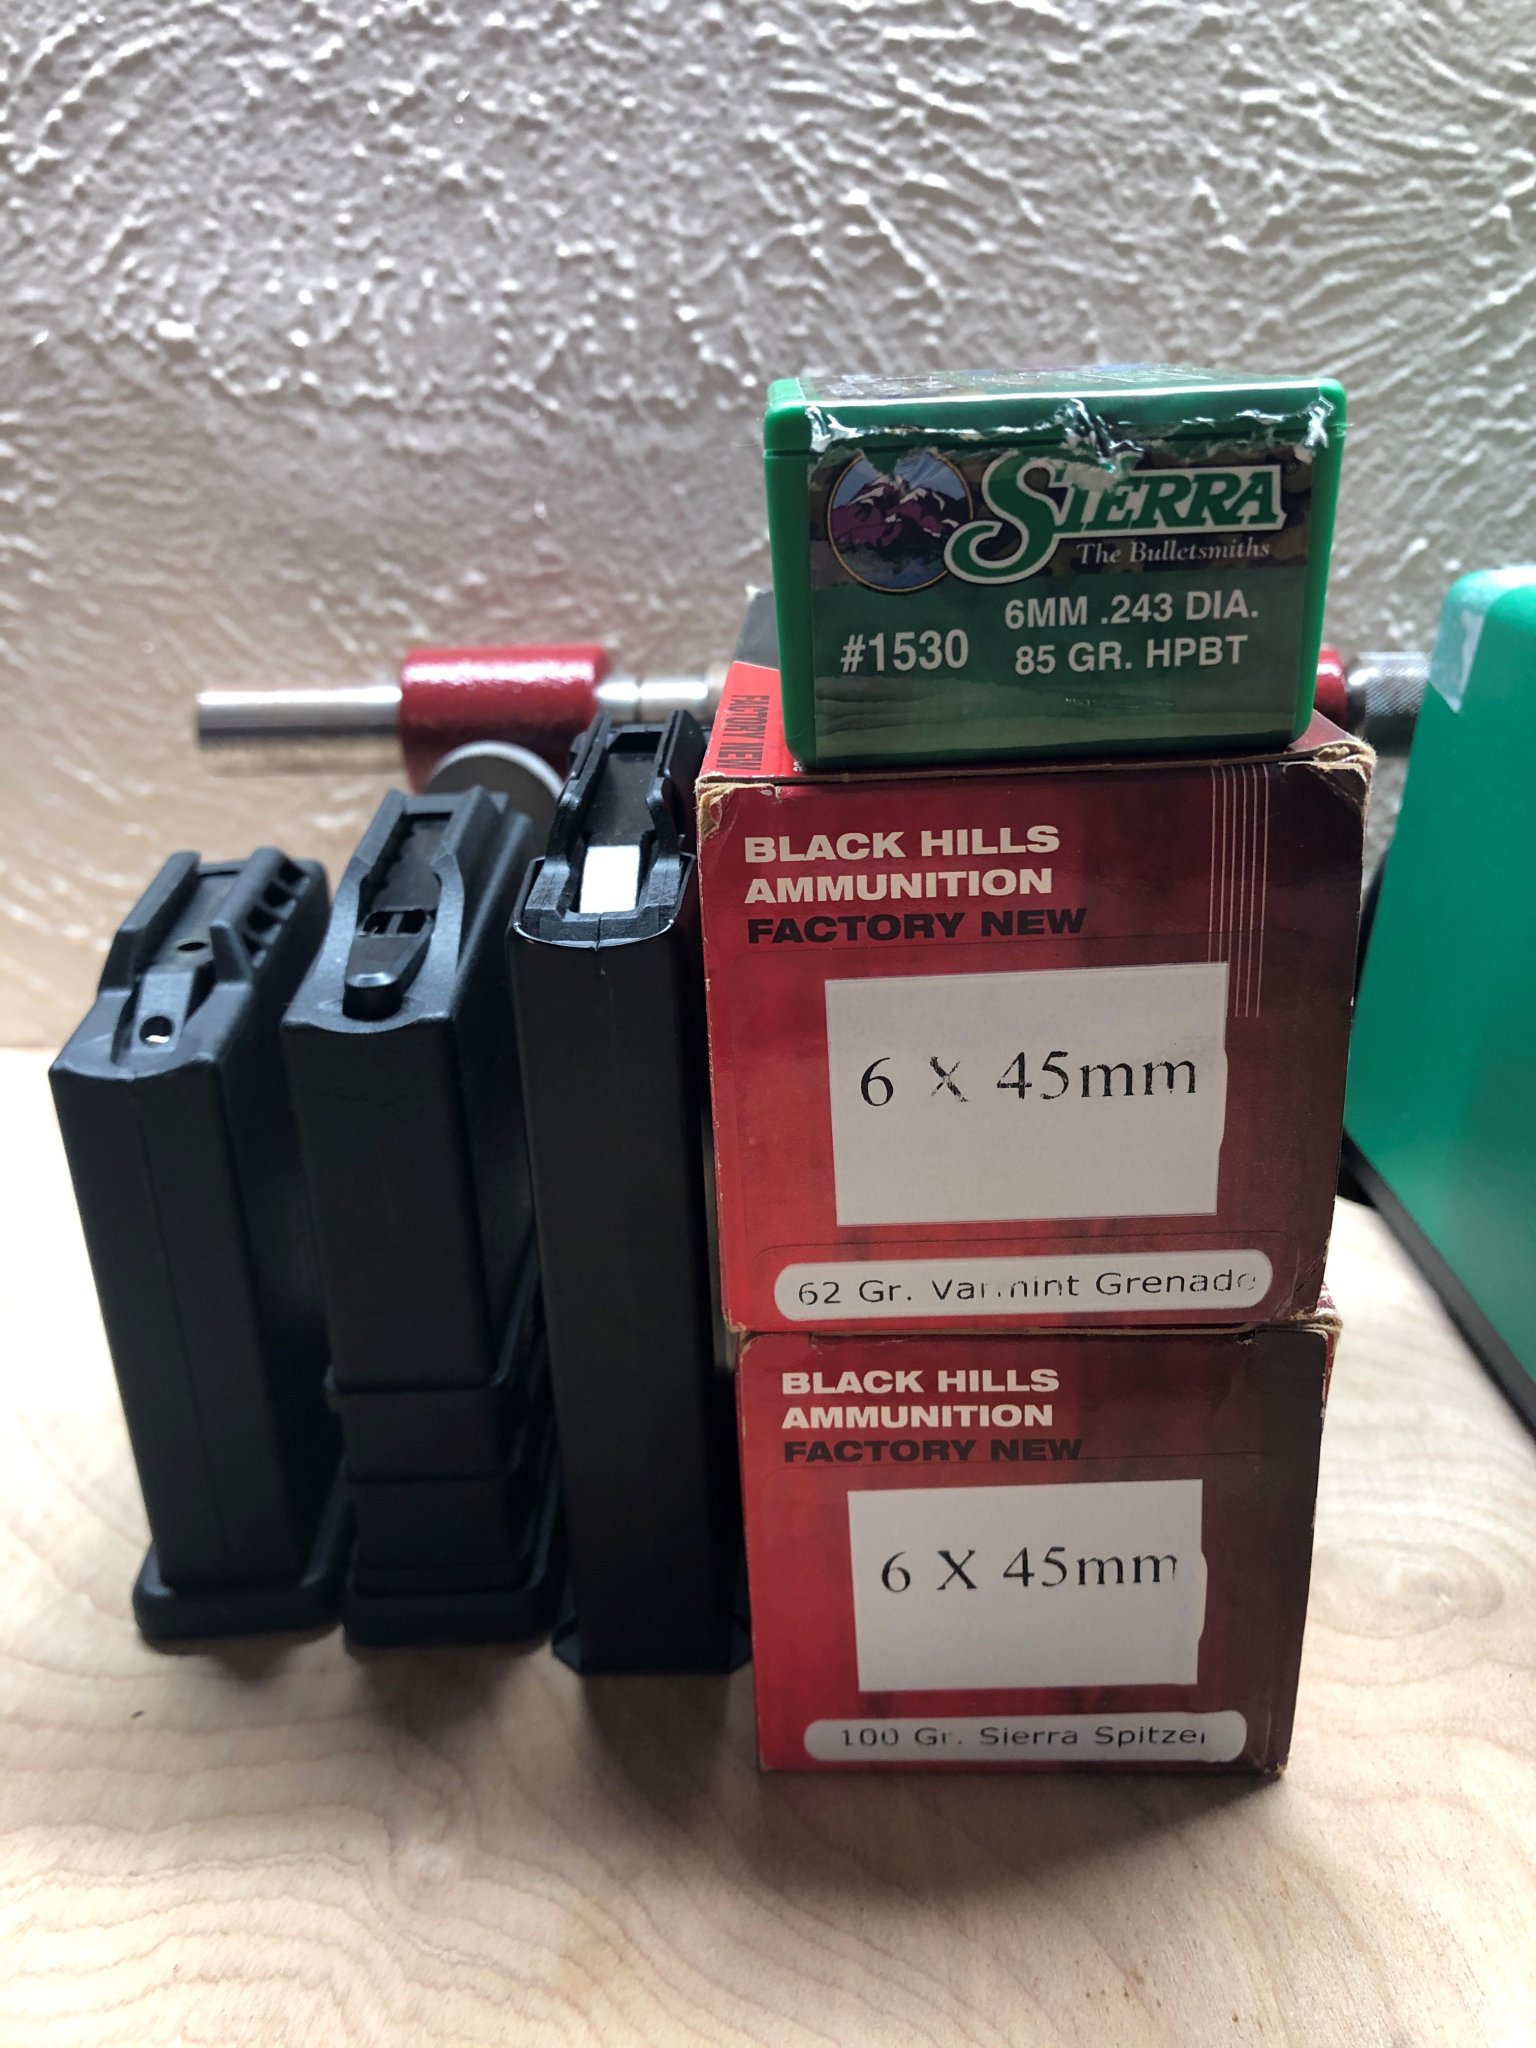 SIERRA
The Bulletsmiths
#1530
6MM .243 DIA.
85 GR. HPBT
FACTORY NEW
BLACK HILLS
AMMUNITION
FACTORY NEW
6 X 45mm
62 Gr. Varmint Grenade
BLACK HILLS
AMMUNITION
FACTORY NEW
6 X 45mm
100 Gr. Sierra Spitzer